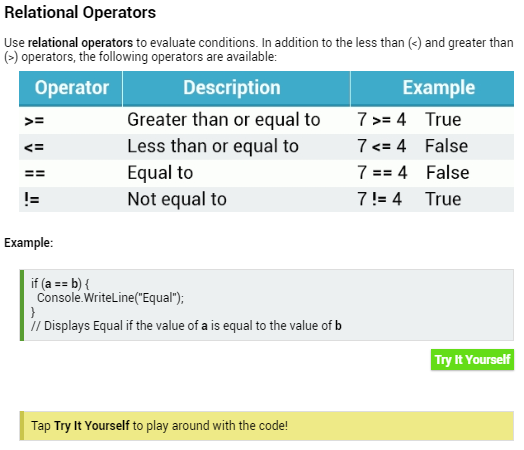 Relational Operators
Use relational operators to evaluate conditions. In addition to the less than (<) and greater than
(>) operators, the following operators are available:
Operator Description Example
>= Greater than or equal to 7 >= 4 True
<= Less than or equal to 7 <= 4 False
== Equal to 7 == 4 False
!= Not equal to 7 != 4 True
Example:
if (a == b) {
Console.WriteLine("Equal");
}
// Displays Equal if the value of a is equal to the value of b
Try It Yourself
Tap Try It Yourself to play around with the code!